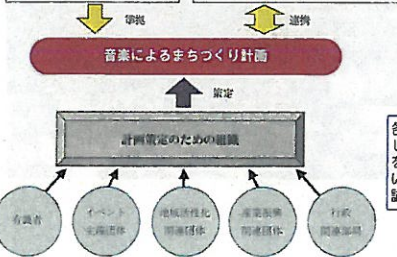 準拠
連携
音楽によるまちづくり計画
策定
計画策定のための組織
有識者
イベント
実施団体
地域活性化
関連団体
産業振興
関連団体
行政
関連部局